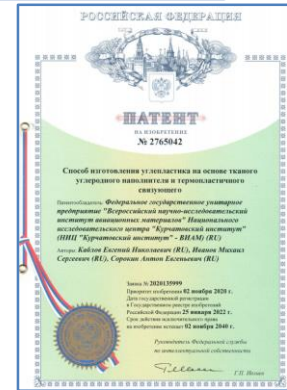 РОССИЙСКАЯ ФЕДЕРАЦИЯ
ПАТЕНТ
НА ИЗОБРЕТЕНИЕ
№ 2765042
Способ изготовления углепластика на основе тканого
углеродного наполнителя и термопластичного
связующего
Патентообладатель: Федеральное государственное унитарное
предприятие "Всероссийский научно-исследовательский
институт авиационных материалов" Национального
исследовательского центра "Курчатовский институт"
(НИЦ "Курчатовский институт" - ВИАМ) (RU)
Авторы: Каблов Евгений Николаевич (RU), Иванов Михаил
Сергеевич (RU), Сорокин Антон Евгеньевич (RU)
Заявка № 2020135999
Приоритет изобретения 02 ноября 2020 г.
Дата государственной регистрации
в Государственном реестре изобретений
Российской Федерации 25 января 2022 г.
Срок действия исключительного права
на изобретение истекает 02 ноября 2040 г.
Руководитель Федеральной службы
по интеллектуальной собственности
Г.П. Ивлиев